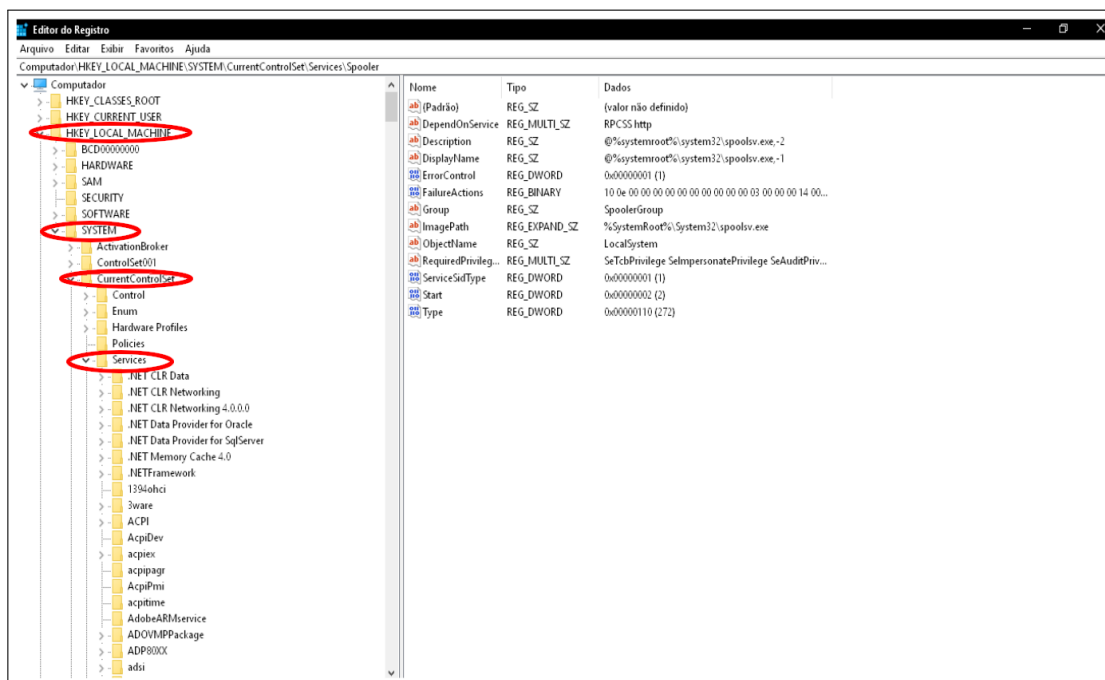 Editor do Registro
Arquivo Editar Exibir Favoritos Ajuda
Computador\HKEY_LOCAL_MACHINE\SYSTEM\CurrentControlSet\Services\Spooler
Computador
HKEY_CLASSES_ROOT
HKEY_CURRENT_USER
HKEY_LOCAL_MACHINE
BCD00000000
HARDWARE
SAM
SECURITY
SOFTWARE
SYSTEM
ActivationBroker
ControlSet001
CurrentControlSet
Control
Enum
Hardware Profiles
Policies
Services
.NET CLR Data
.NET CLR Networking
.NET CLR Networking 4.0.0.0
.NET Data Provider for Oracle
.NET Data Provider for SqlServer
.NET Memory Cache 4.0
.NETFramework
1394ohci
3ware
ACPI
AcpiDev
acpiex
acpipagr
AcpiPmi
acpitime
AdobeARMservice
ADOVMPPackage
ADP80XX
adsi
Nome Tipo Dados
(Padrão) REG_SZ (valor não definido)
DependOnService REG_MULTI_SZ RPCSS http
Description REG_SZ @%systemroot%\system32\spoolsv.exe,-2
DisplayName REG_SZ @%systemroot%\system32\spoolsv.exe,-1
ErrorControl REG_DWORD 0x00000001 (1)
FailureActions REG_BINARY 10 0e 00 00 00 00 00 00 00 00 00 00 03 00 00 00 14 00...
Group REG_SZ SpoolerGroup
ImagePath REG_EXPAND_SZ %SystemRoot%\System32\spoolsv.exe
ObjectName REG_SZ LocalSystem
RequiredPrivileg... REG_MULTI_SZ SeTcbPrivilege SeImpersonatePrivilege SeAuditPriv...
ServiceSidType REG_DWORD 0x00000001 (1)
Start REG_DWORD 0x00000002 (2)
Type REG_DWORD 0x00000110 (272)